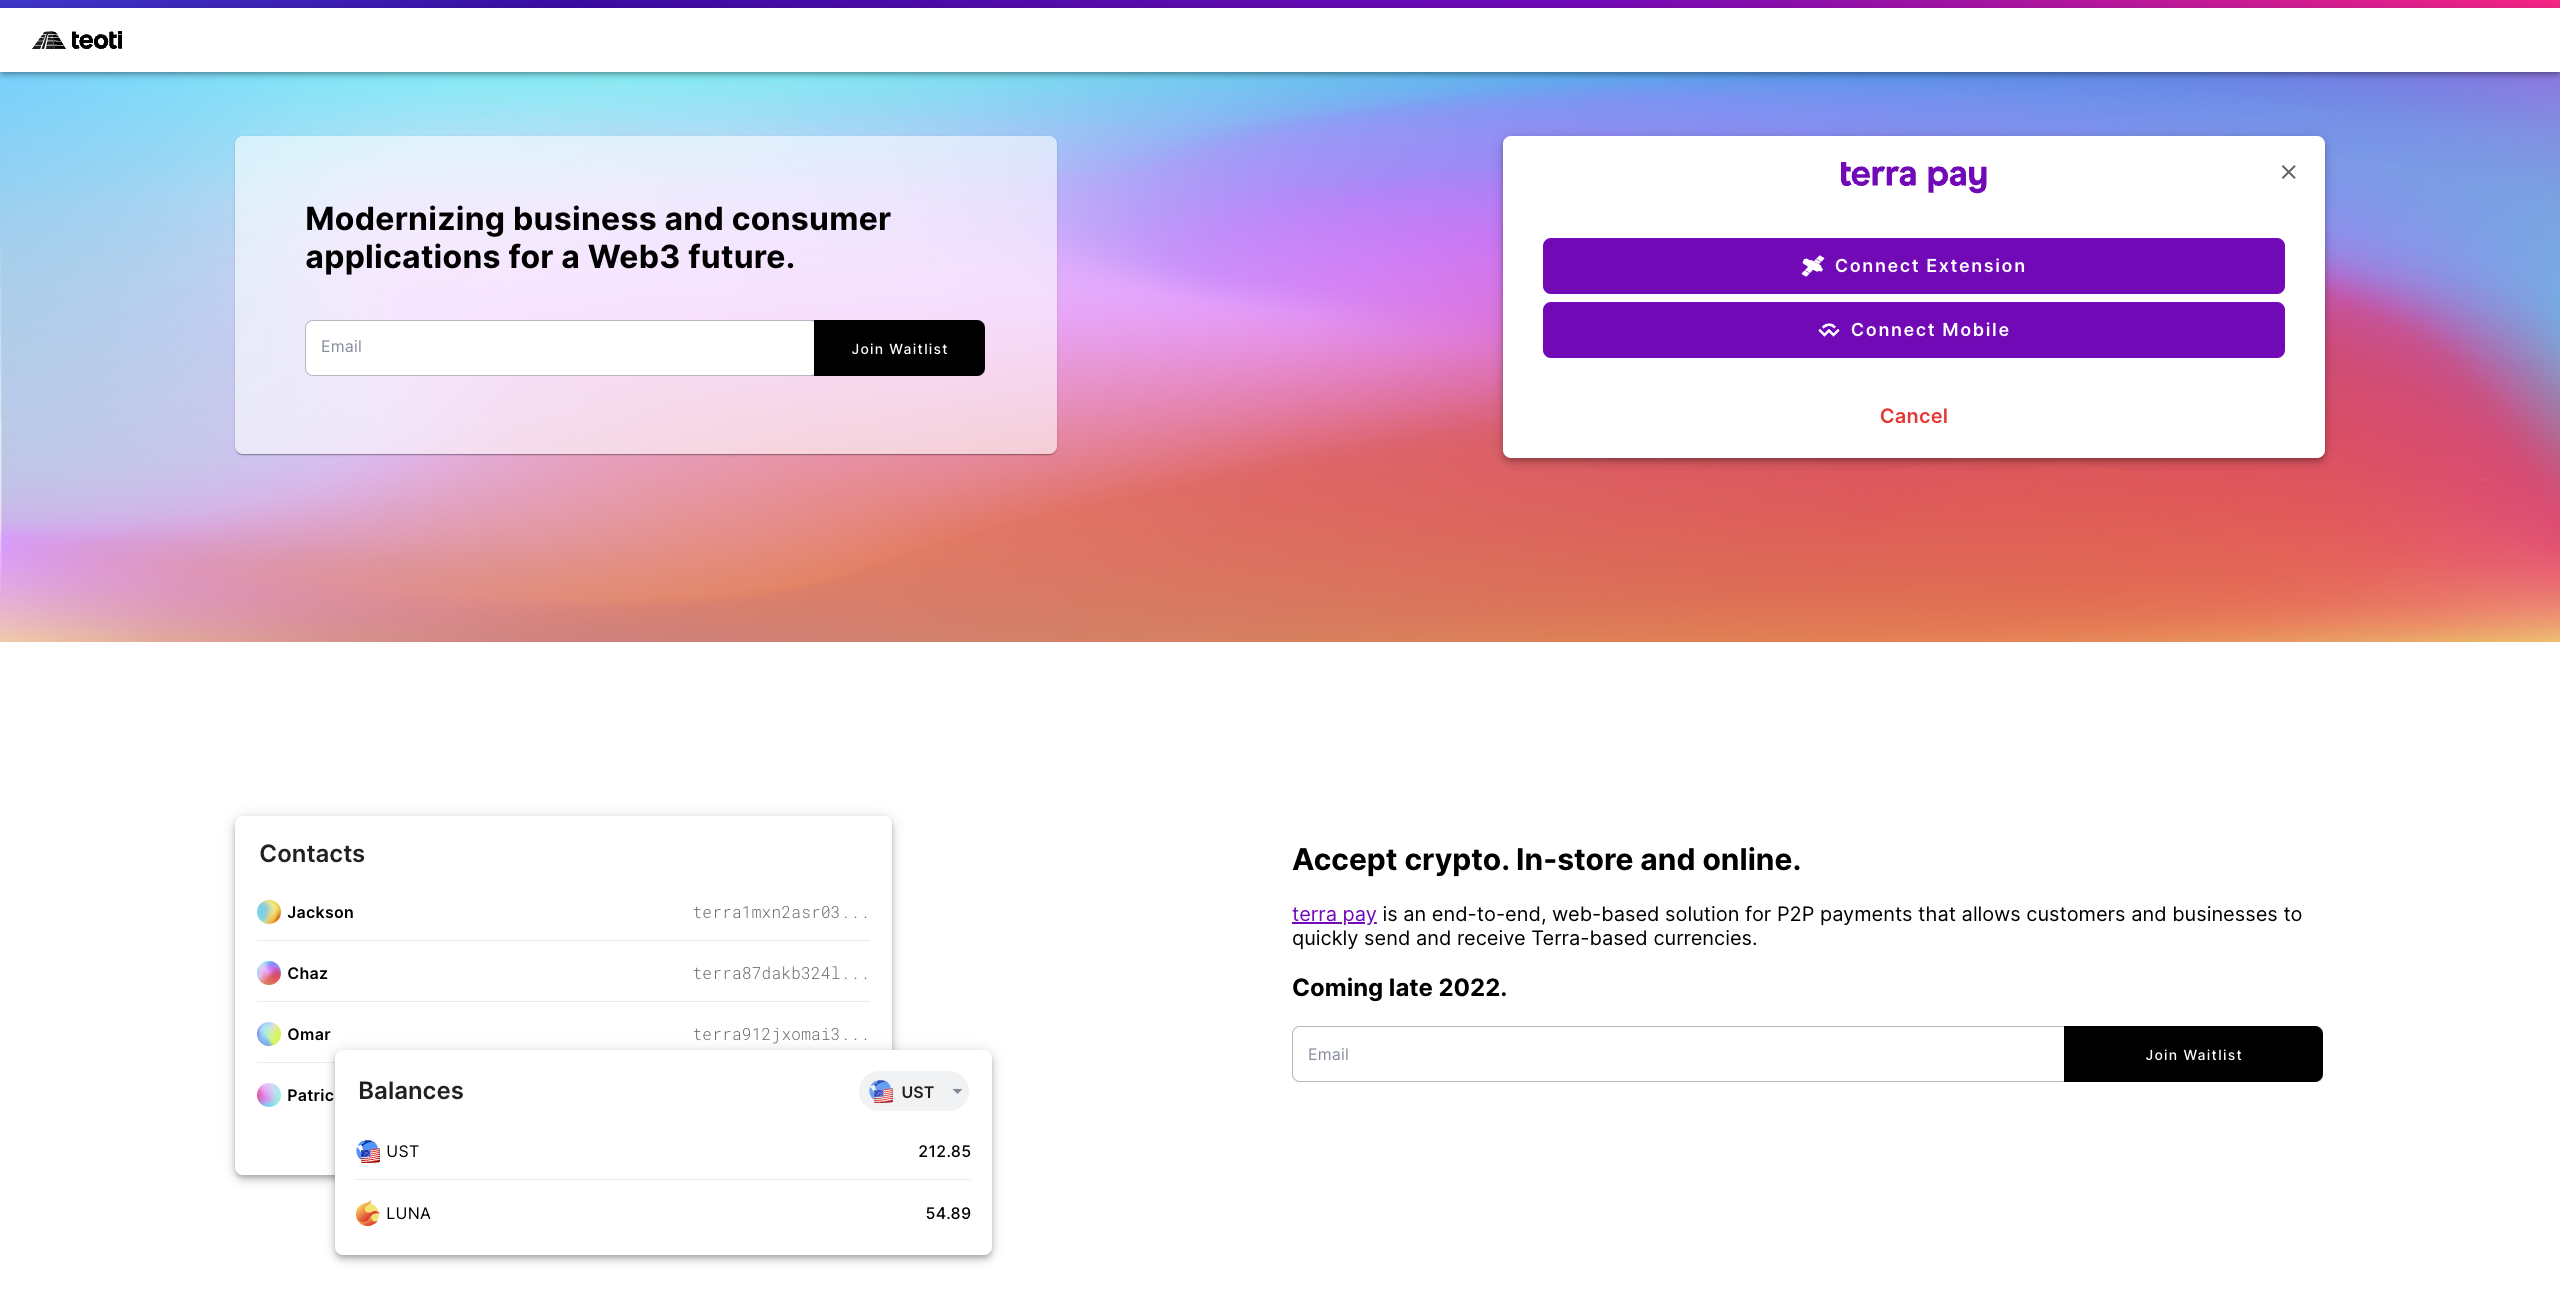 teoti
Modernizing business and consumer
applications for a Web3 future.
Email
Join Waitlist
terra pay
Connect Extension
Connect Mobile
Cancel
Contacts
Jackson
terra1mxn2asr03...
Chaz
terra87dakb324l...
Omar
terra912jxomai3...
Patric
Balances
UST
UST
212.85
LUNA
54.89
Accept crypto. In-store and online.
terra pay is an end-to-end, web-based solution for P2P payments that allows customers and businesses to
quickly send and receive Terra-based currencies.
Coming late 2022.
Email
Join Waitlist